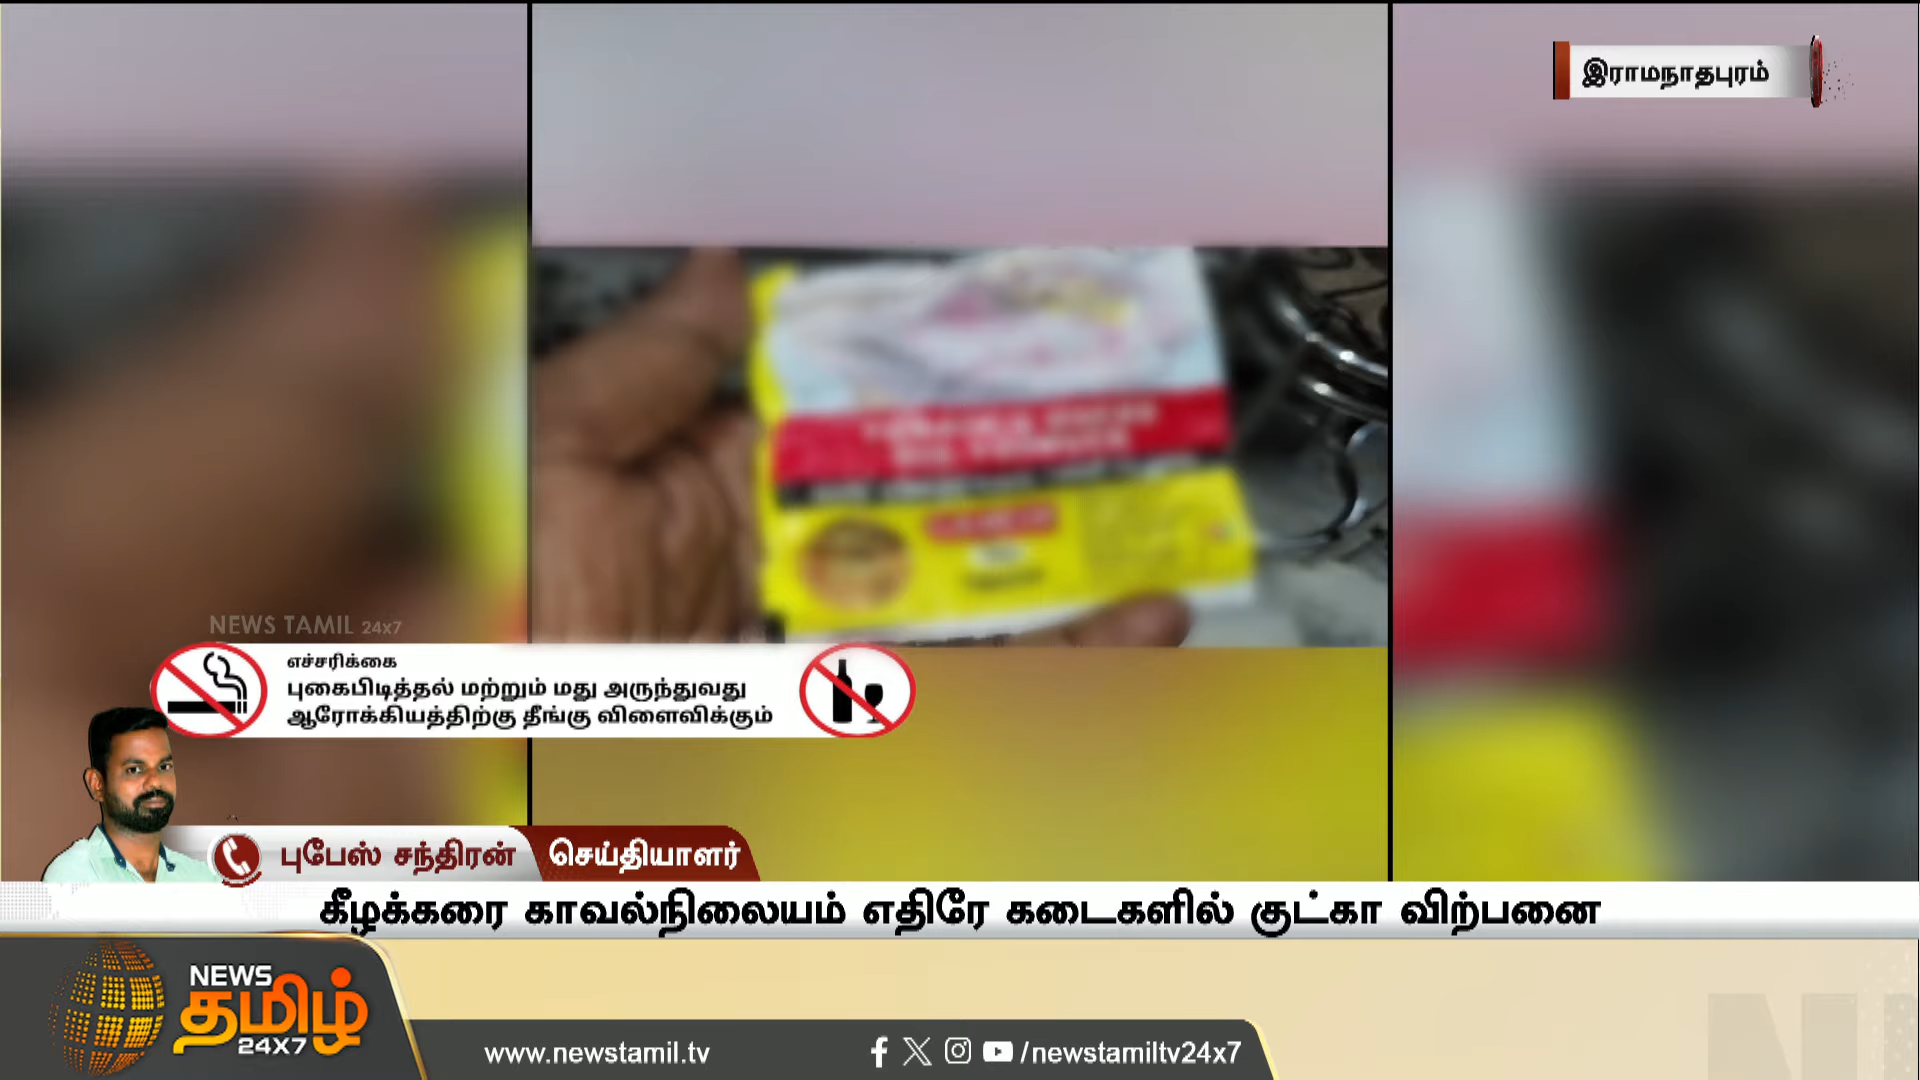 இராமநாதபுரம்
NEWS TAMIL 24x7
எச்சரிக்கை
புகைபிடித்தல் மற்றும் மது அருந்துவது
ஆரோக்கியத்திற்கு தீங்கு விளைவிக்கும்
புபேஸ் சந்திரன் செய்தியாளர்
கீழக்கரை காவல்நிலையம் எதிரே கடைகளில் குட்கா விற்பனை
NEWS
தமிழ்
24X7
www.newstamil.tv /newstamiltv24x7